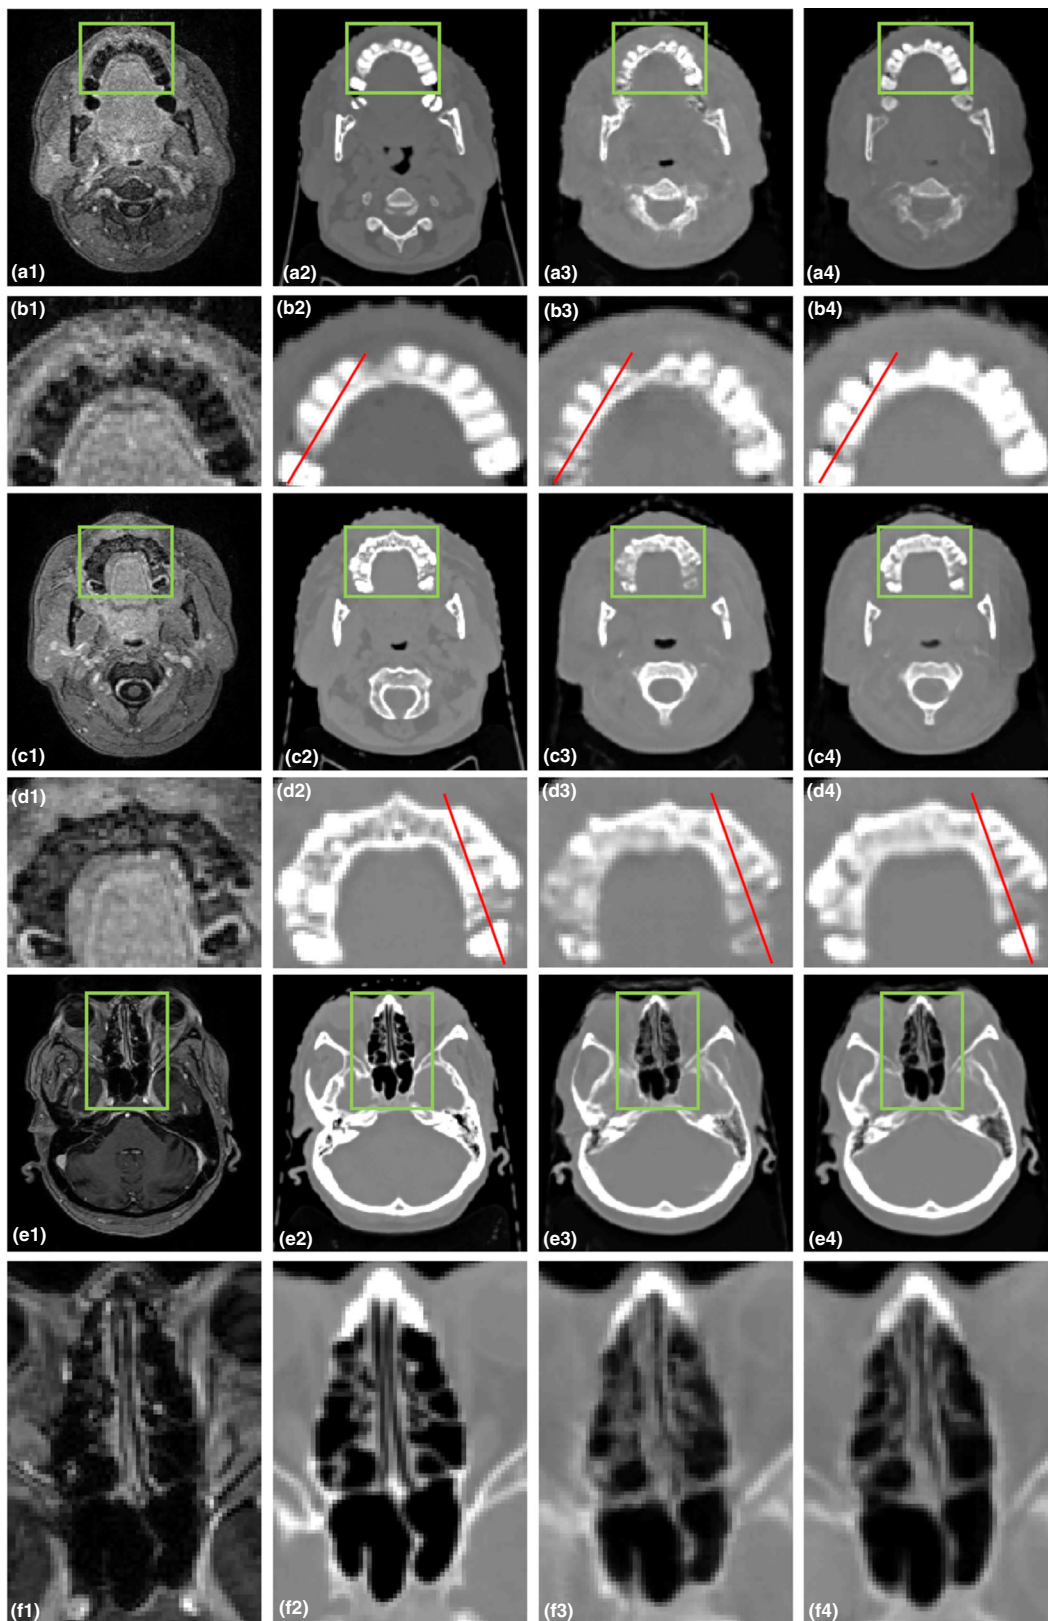 (a1) (a2) (a3) (a4)
(b1) (b2) (b3) (b4)
(c1) (c2) (c3) (c4)
(d1) (d2) (d3) (d4)
(e1) (e2) (e3) (e4)
(f1) (f2) (f3) (f4)